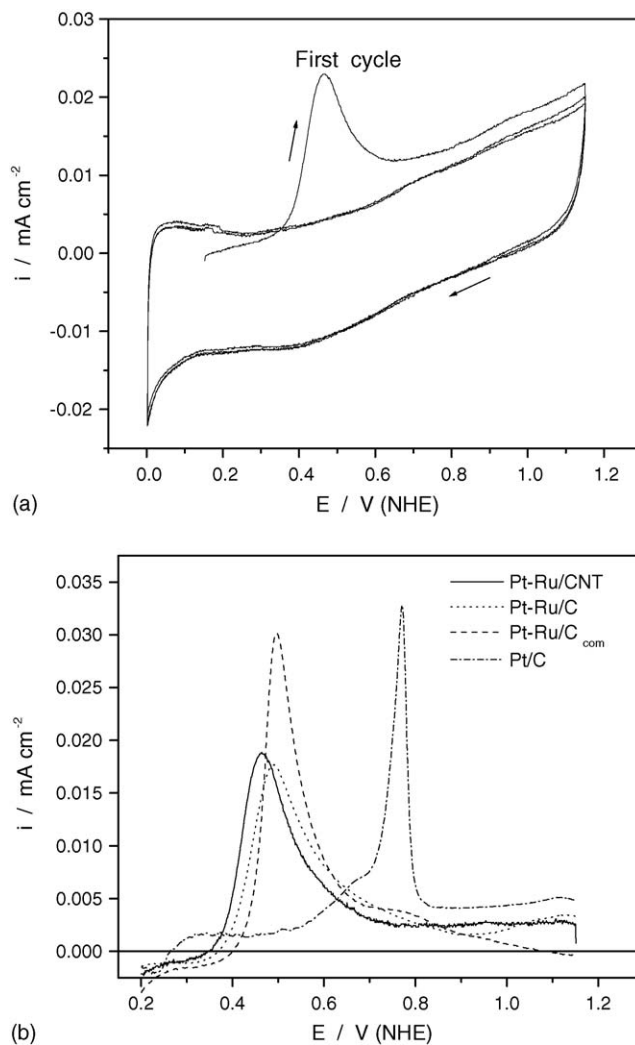 0.03
First cycle
0.02
0.01
0.00
-0.01
-0.02
i / mA cm-2
0.0 0.2 0.4 0.6 0.8 1.0 1.2
(a)
E / V (NHE)
0.035
0.030
0.025
0.020
0.015
0.010
0.005
0.000
i / mA cm-2
Pt-Ru/CNT
Pt-Ru/C
Pt-Ru/C com
Pt/C
0.2 0.4 0.6 0.8 1.0 1.2
(b)
E / V (NHE)